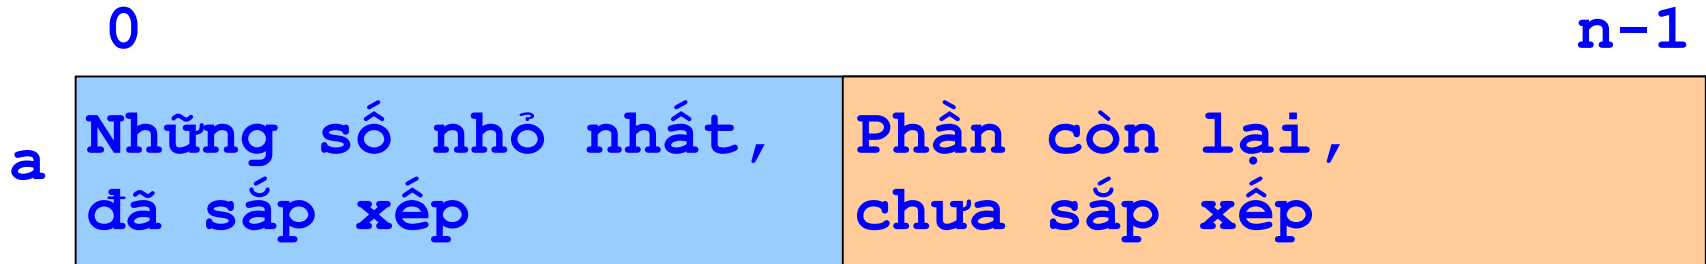 0 n-1
a
Những số nhỏ nhất,
đã sắp xếp
Phần còn lại,
chưa sắp xếp